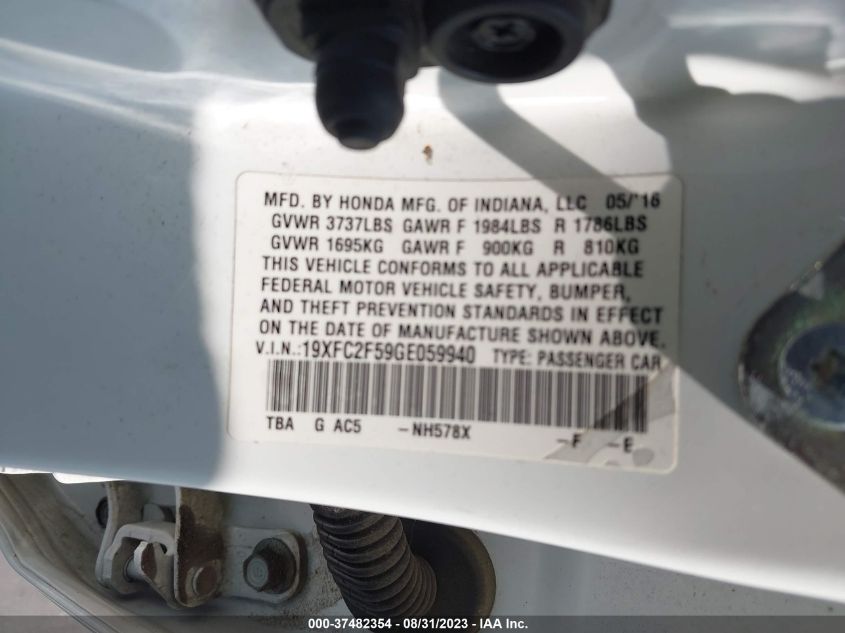 MFD. BY HONDA MFG. OF INDIANA, LLC 05/'16
GVWR 3737LBS GAWR F 1984LBS R 1786LBS
GVWR 1695KG GAWR F 900KG R 810KG
THIS VEHICLE CONFORMS TO ALL APPLICABLE
FEDERAL MOTOR VEHICLE SAFETY, BUMPER,
AND THEFT PREVENTION STANDARDS IN EFFECT
ON THE DATE OF MANUFACTURE SHOWN ABOVE.
V.I.N.:19XFC2F59GE059940 TYPE: PASSENGER CAR
TBA G AC5 -NH578X -F -E
000-37482354 - 08/31/2023 - IAA Inc.